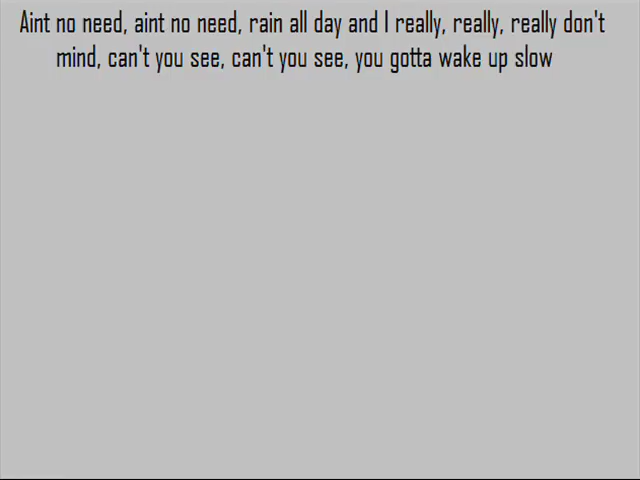 Aint no need, aint no need, rain all day and I really, really, really don't
mind, can't you see, can't you see, you gotta wake up slow